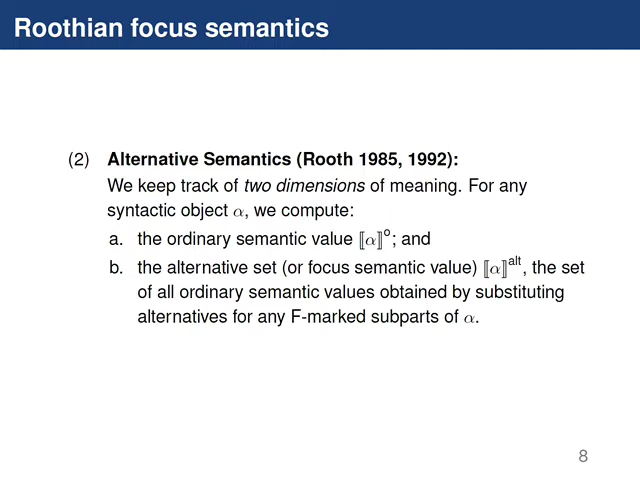 Roothian focus semantics
(2) Alternative Semantics (Rooth 1985, 1992):
We keep track of two dimensions of meaning. For any
syntactic object α, we compute:
a. the ordinary semantic value ⟦α⟧ᵒ; and
b. the alternative set (or focus semantic value) ⟦α⟧ᵃˡᵗ, the set
of all ordinary semantic values obtained by substituting
alternatives for any F-marked subparts of α.
8